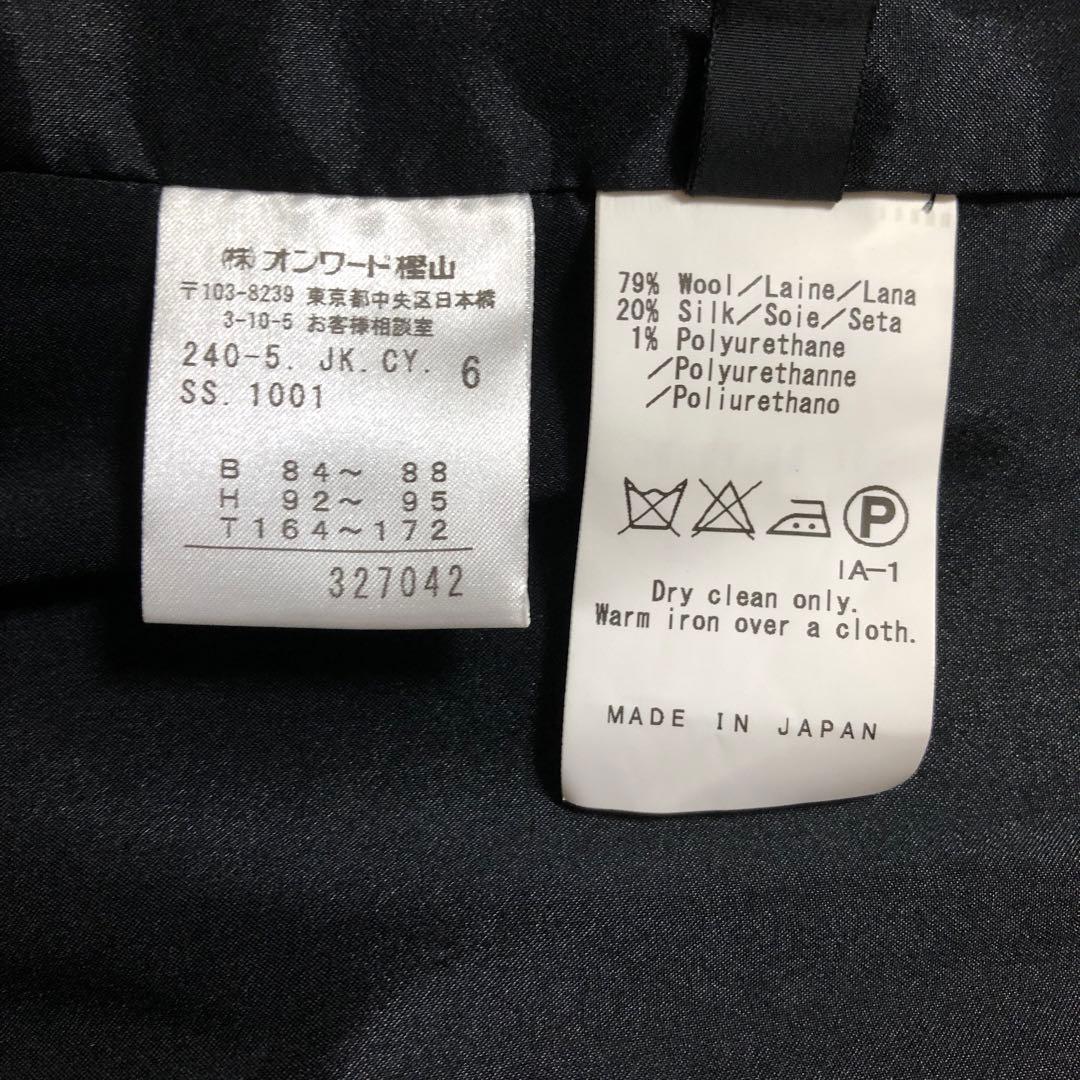 ㈱オンワード樫山
〒103-8239 東京都中央区日本橋
3-10-5 お客様相談室
240-5. JK.CY. 6
SS. 1001
B 84～ 88
H 92～ 95
T164～172
327042
79% Wool／Laine／Lana
20% Silk／Soie／Seta
1% Polyurethane
／Polyurethanne
／Poliurethano
P
IA-1
Dry clean only.
Warm iron over a cloth.
MADE IN JAPAN